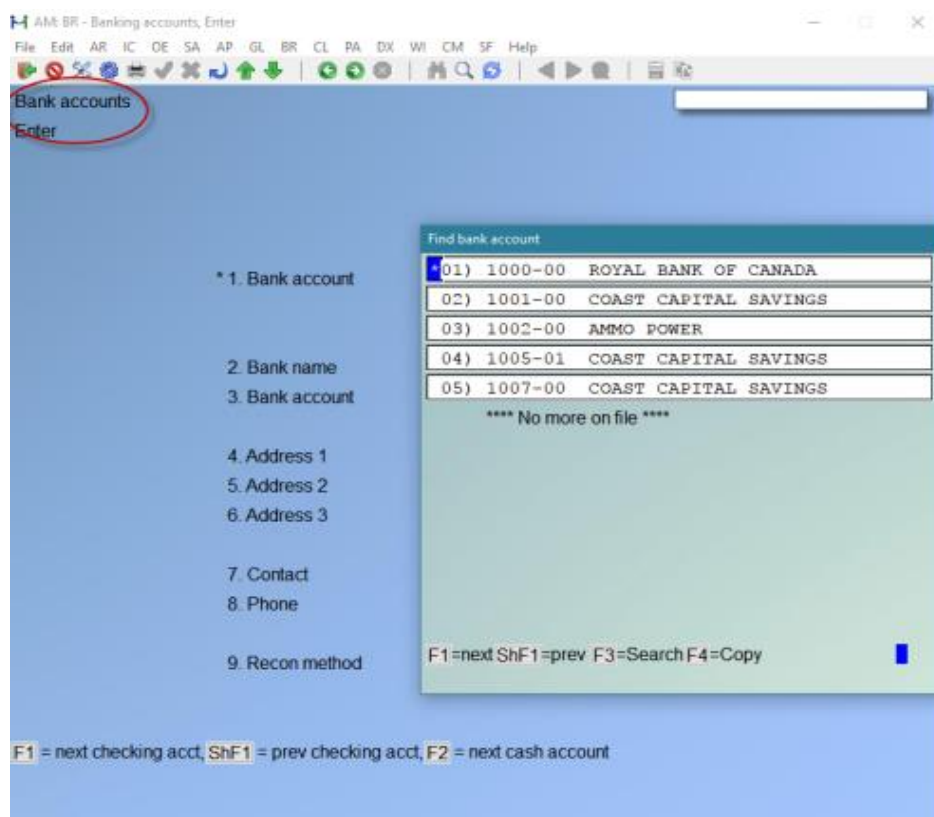 AM: BR - Banking accounts, Enter
File Edit AR IC OE SA AP GL BR CL PA DX WI CM SF Help
Bank accounts
Enter
Find bank account
*01) 1000-00 ROYAL BANK OF CANADA
* 1. Bank account
02) 1001-00 COAST CAPITAL SAVINGS
03) 1002-00 AMMO POWER
04) 1005-01 COAST CAPITAL SAVINGS
2. Bank name
05) 1007-00 COAST CAPITAL SAVINGS
3. Bank account
**** No more on file ****
4. Address 1
5. Address 2
6. Address 3
7. Contact
8. Phone
F1=next ShF1=prev F3=Search F4=Copy
9. Recon method
F1 = next checking acct, ShF1 = prev checking acct, F2 = next cash account